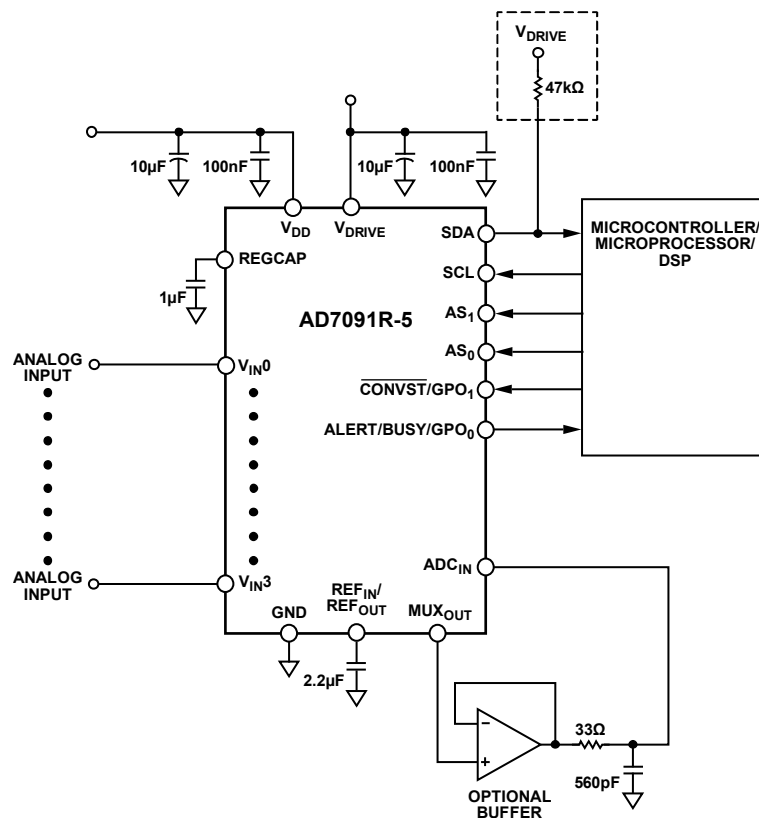 VDRIVE
47kΩ
10µF
100nF
10µF
100nF
VDD
VDRIVE
REGCAP
1µF
AD7091R-5
SDA
SCL
AS1
AS0
CONVST/GPO1
ALERT/BUSY/GPO0
MICROCONTROLLER/
MICROPROCESSOR/
DSP
ANALOG
INPUT
VIN0
ANALOG
INPUT
VIN3
ADCIN
GND
REFIN/
REFOUT
MUXOUT
2.2µF
33Ω
560pF
OPTIONAL
BUFFER